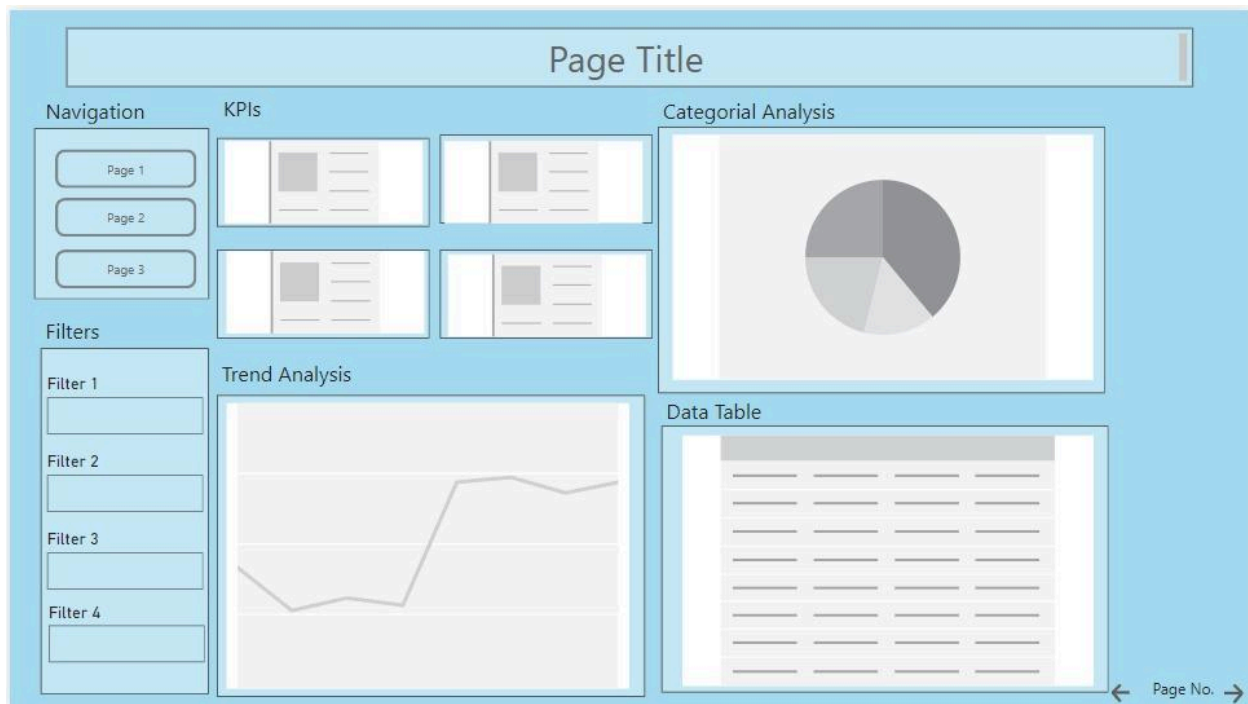 Page Title
Navigation
Page 1
Page 2
Page 3
KPIs
Categorial Analysis
Filters
Filter 1
Filter 2
Filter 3
Filter 4
Trend Analysis
Data Table
Page No.